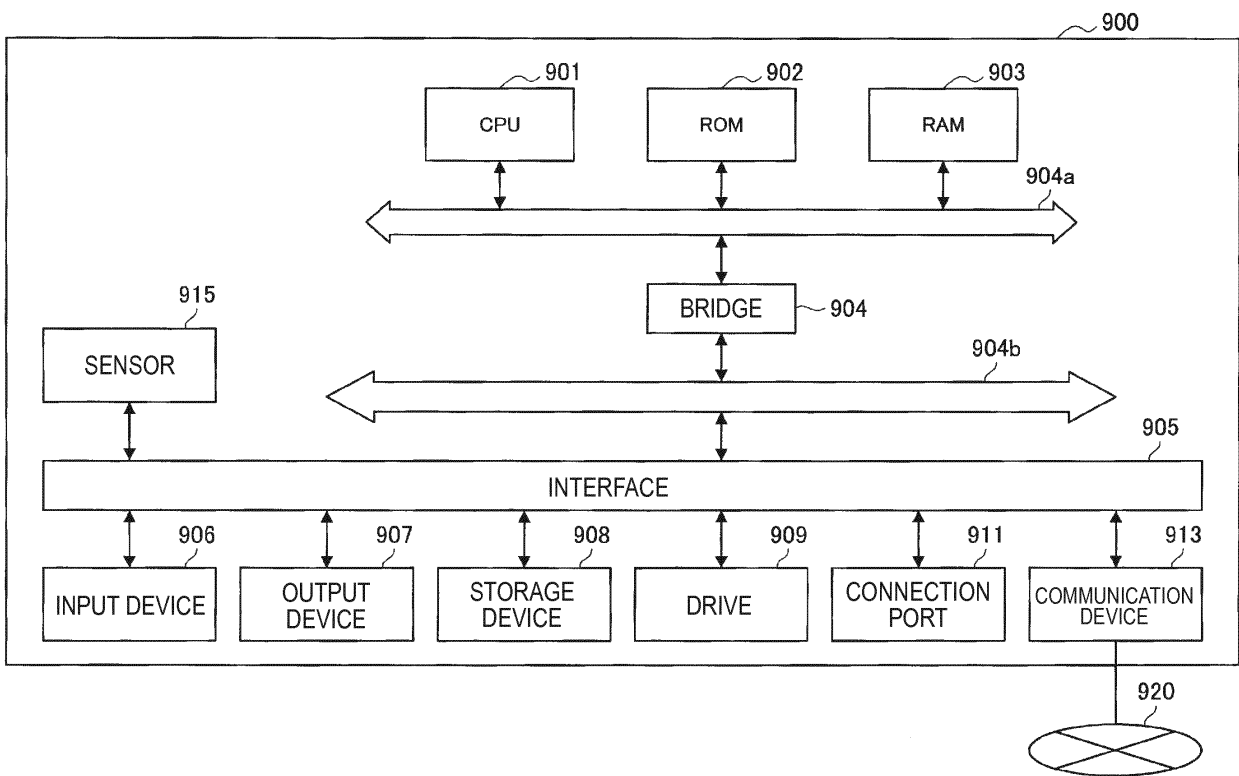 900
901
902
903
CPU
ROM
RAM
904a
915
BRIDGE
904
SENSOR
904b
905
INTERFACE
906
907
908
909
911
913
INPUT DEVICE
OUTPUT
DEVICE
STORAGE
DEVICE
DRIVE
CONNECTION
PORT
COMMUNICATION
DEVICE
920